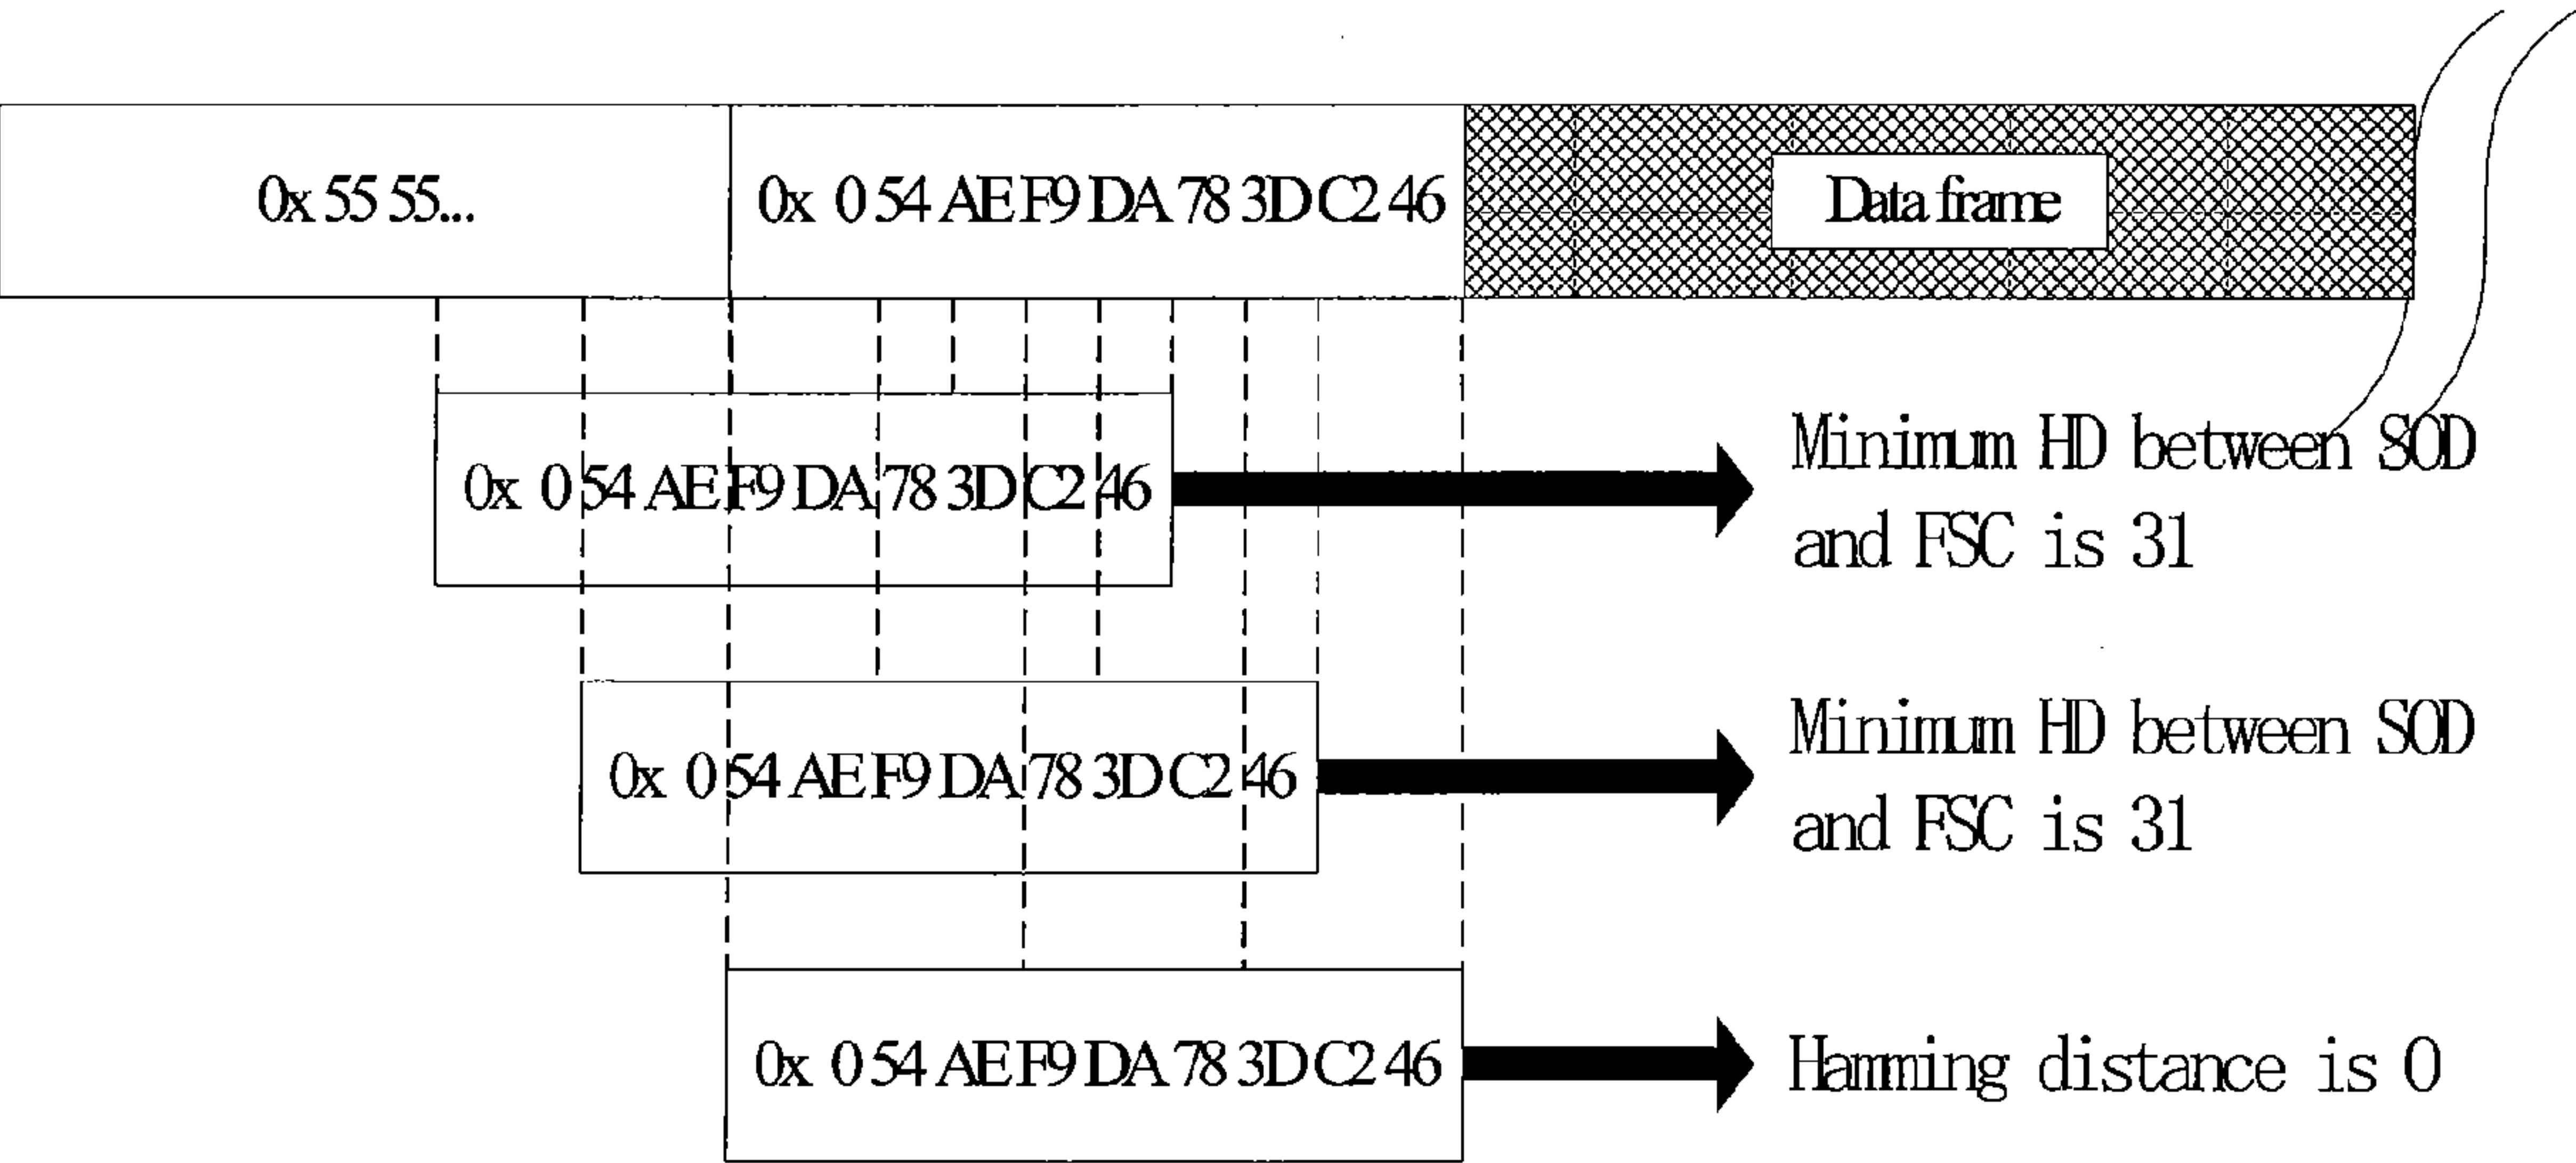 0x 55 55...
0x 0 54 AE F9 DA 78 3D C2 46
Data frame
0x 0 54 AE F9 DA 78 3D C2 46
Minimum HD between SOD
and FSC is 31
0x 0 54 AE F9 DA 78 3D C2 46
Minimum HD between SOD
and FSC is 31
0x 0 54 AE F9 DA 78 3D C2 46
Hamming distance is 0